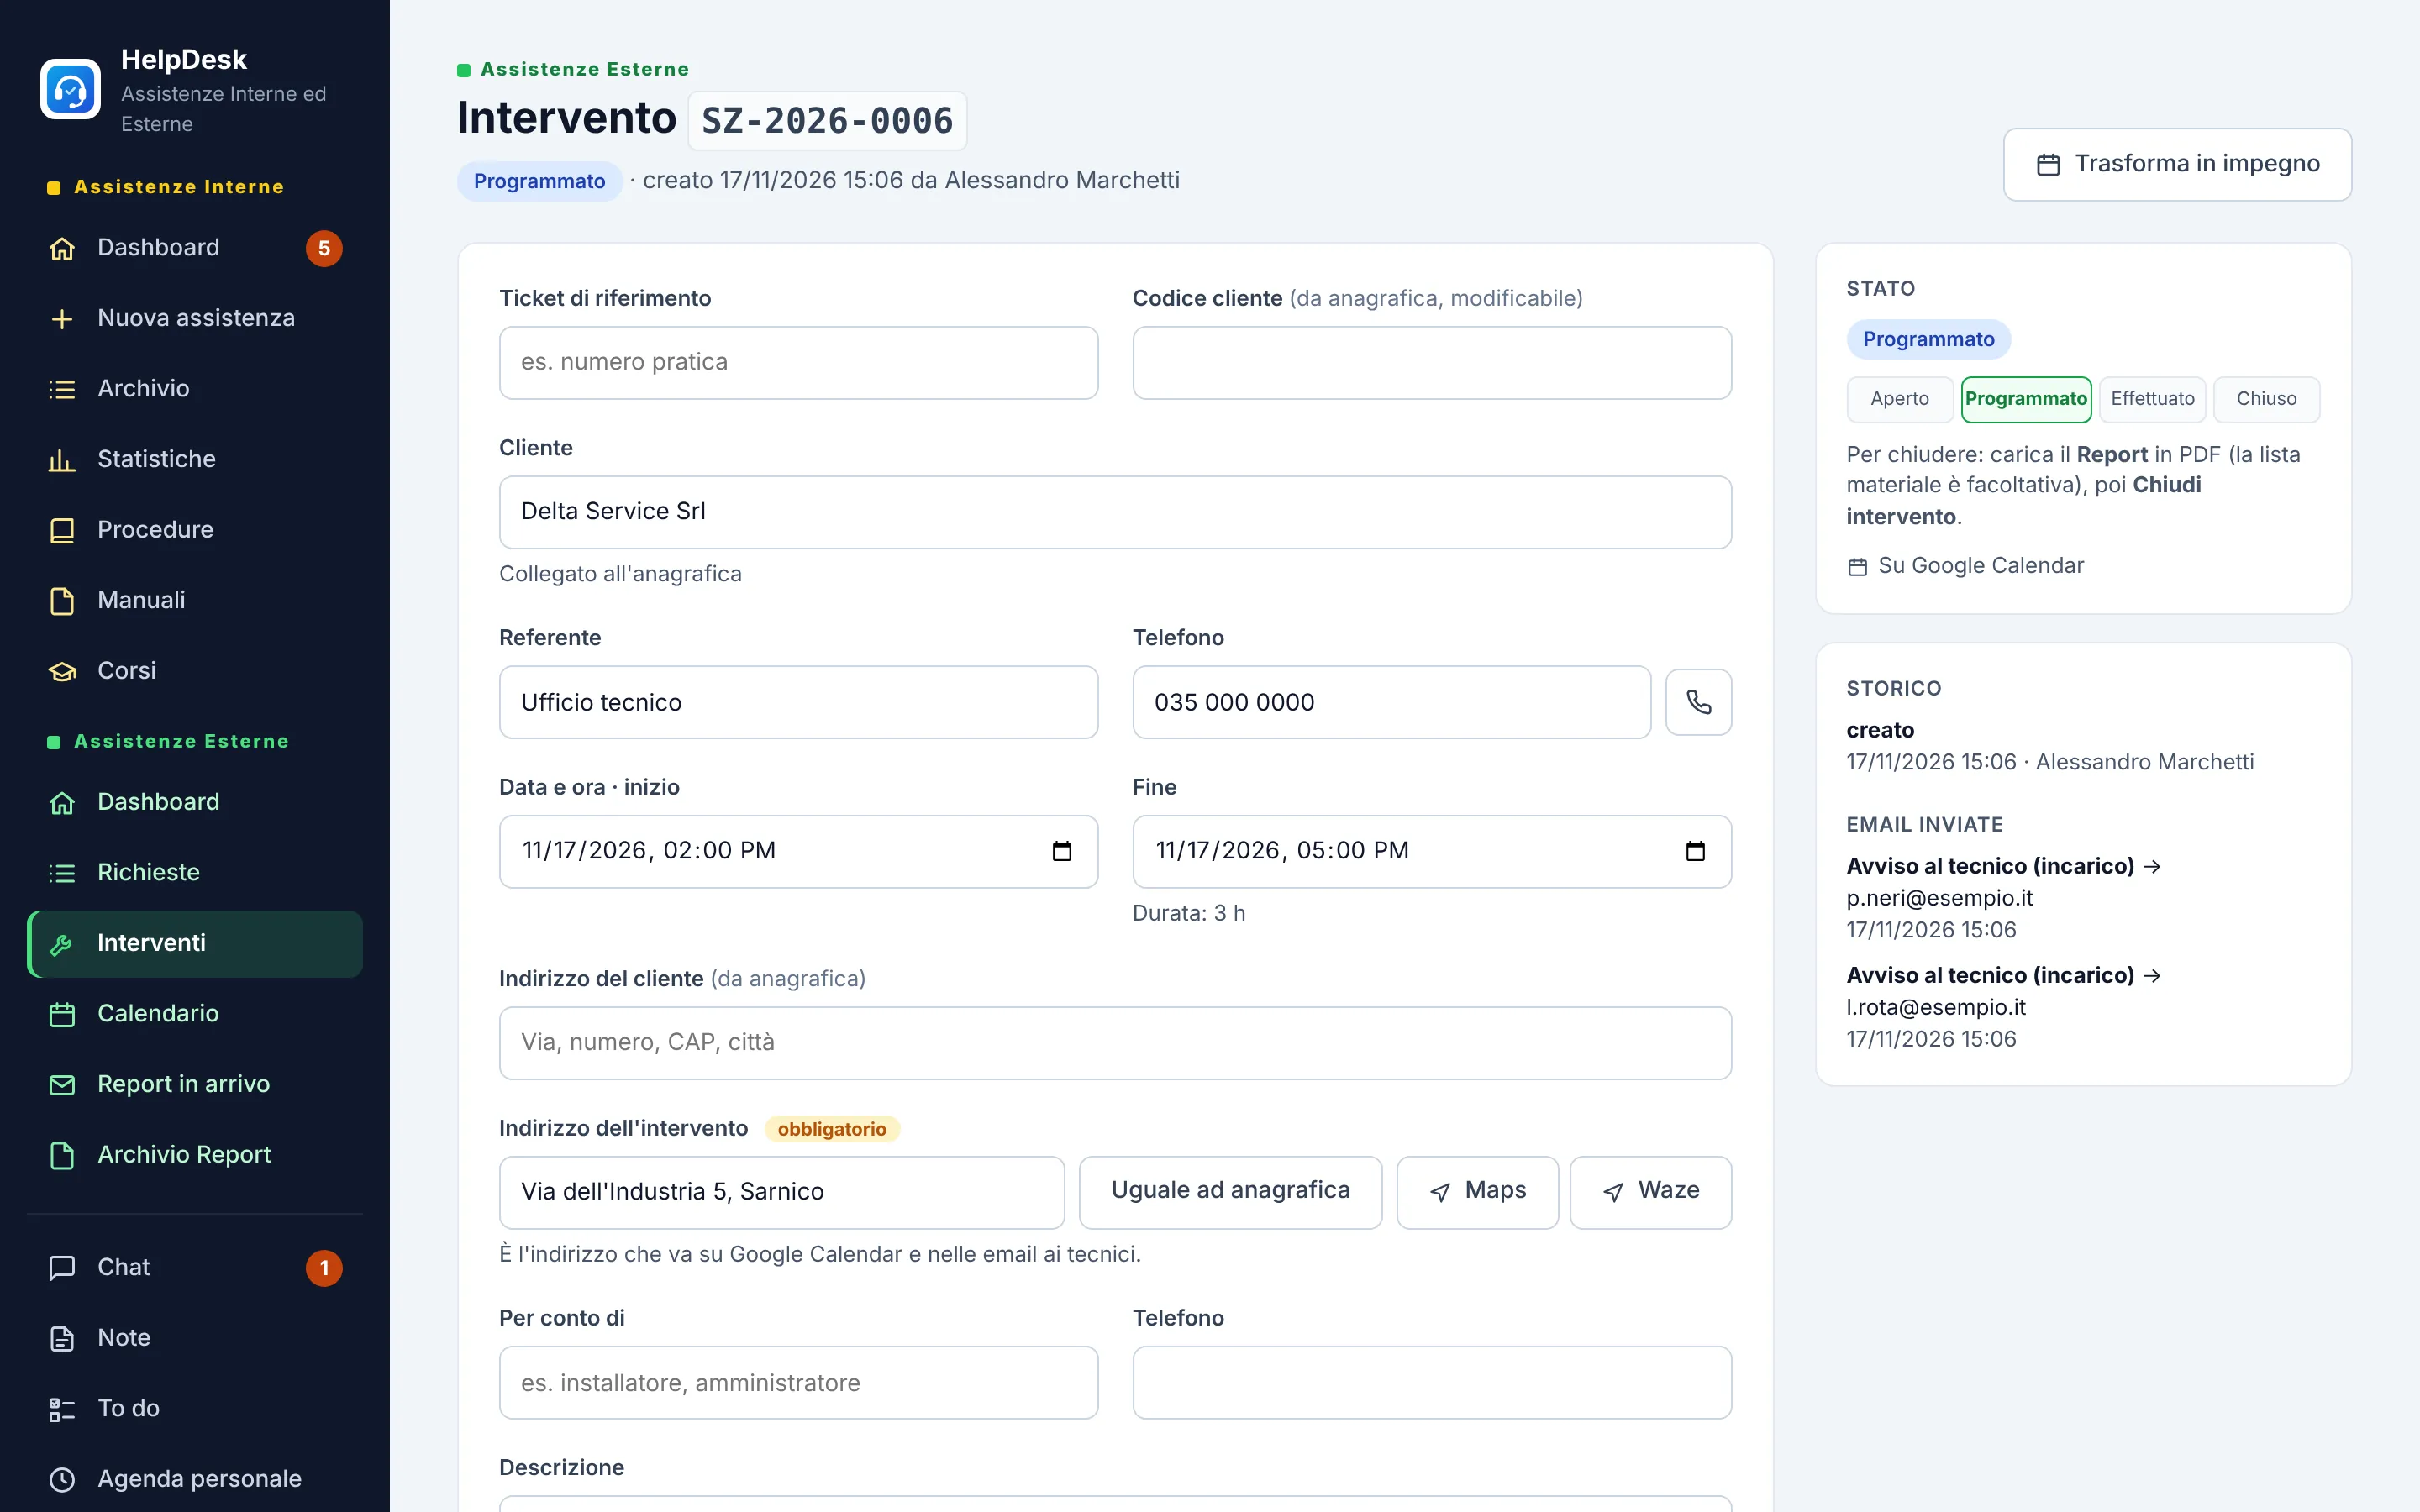 HelpDesk
Assistenze Interne ed
Esterne
Assistenze Interne
Dashboard 5
Nuova assistenza
Archivio
Statistiche
Procedure
Manuali
Corsi
Assistenze Esterne
Dashboard
Richieste
Interventi
Calendario
Report in arrivo
Archivio Report
Chat 1
Note
To do
Agenda personale
Assistenze Esterne
Intervento SZ-2026-0006
Programmato · creato 17/11/2026 15:06 da Alessandro Marchetti
Trasforma in impegno
Ticket di riferimento
es. numero pratica
Codice cliente (da anagrafica, modificabile)
Cliente
Delta Service Srl
Collegato all'anagrafica
Referente
Ufficio tecnico
Telefono
035 000 0000
Data e ora · inizio
11/17/2026, 02:00 PM
Fine
11/17/2026, 05:00 PM
Durata: 3 h
Indirizzo del cliente (da anagrafica)
Via, numero, CAP, città
Indirizzo dell'intervento obbligatorio
Via dell'Industria 5, Sarnico
Uguale ad anagrafica
Maps
Waze
È l'indirizzo che va su Google Calendar e nelle email ai tecnici.
Per conto di
es. installatore, amministratore
Telefono
Descrizione
STATO
Programmato
Aperto Programmato Effettuato Chiuso
Per chiudere: carica il Report in PDF (la lista
materiale è facoltativa), poi Chiudi
intervento.
Su Google Calendar
STORICO
creato
17/11/2026 15:06 · Alessandro Marchetti
EMAIL INVIATE
Avviso al tecnico (incarico) →
p.neri@esempio.it
17/11/2026 15:06
Avviso al tecnico (incarico) →
l.rota@esempio.it
17/11/2026 15:06